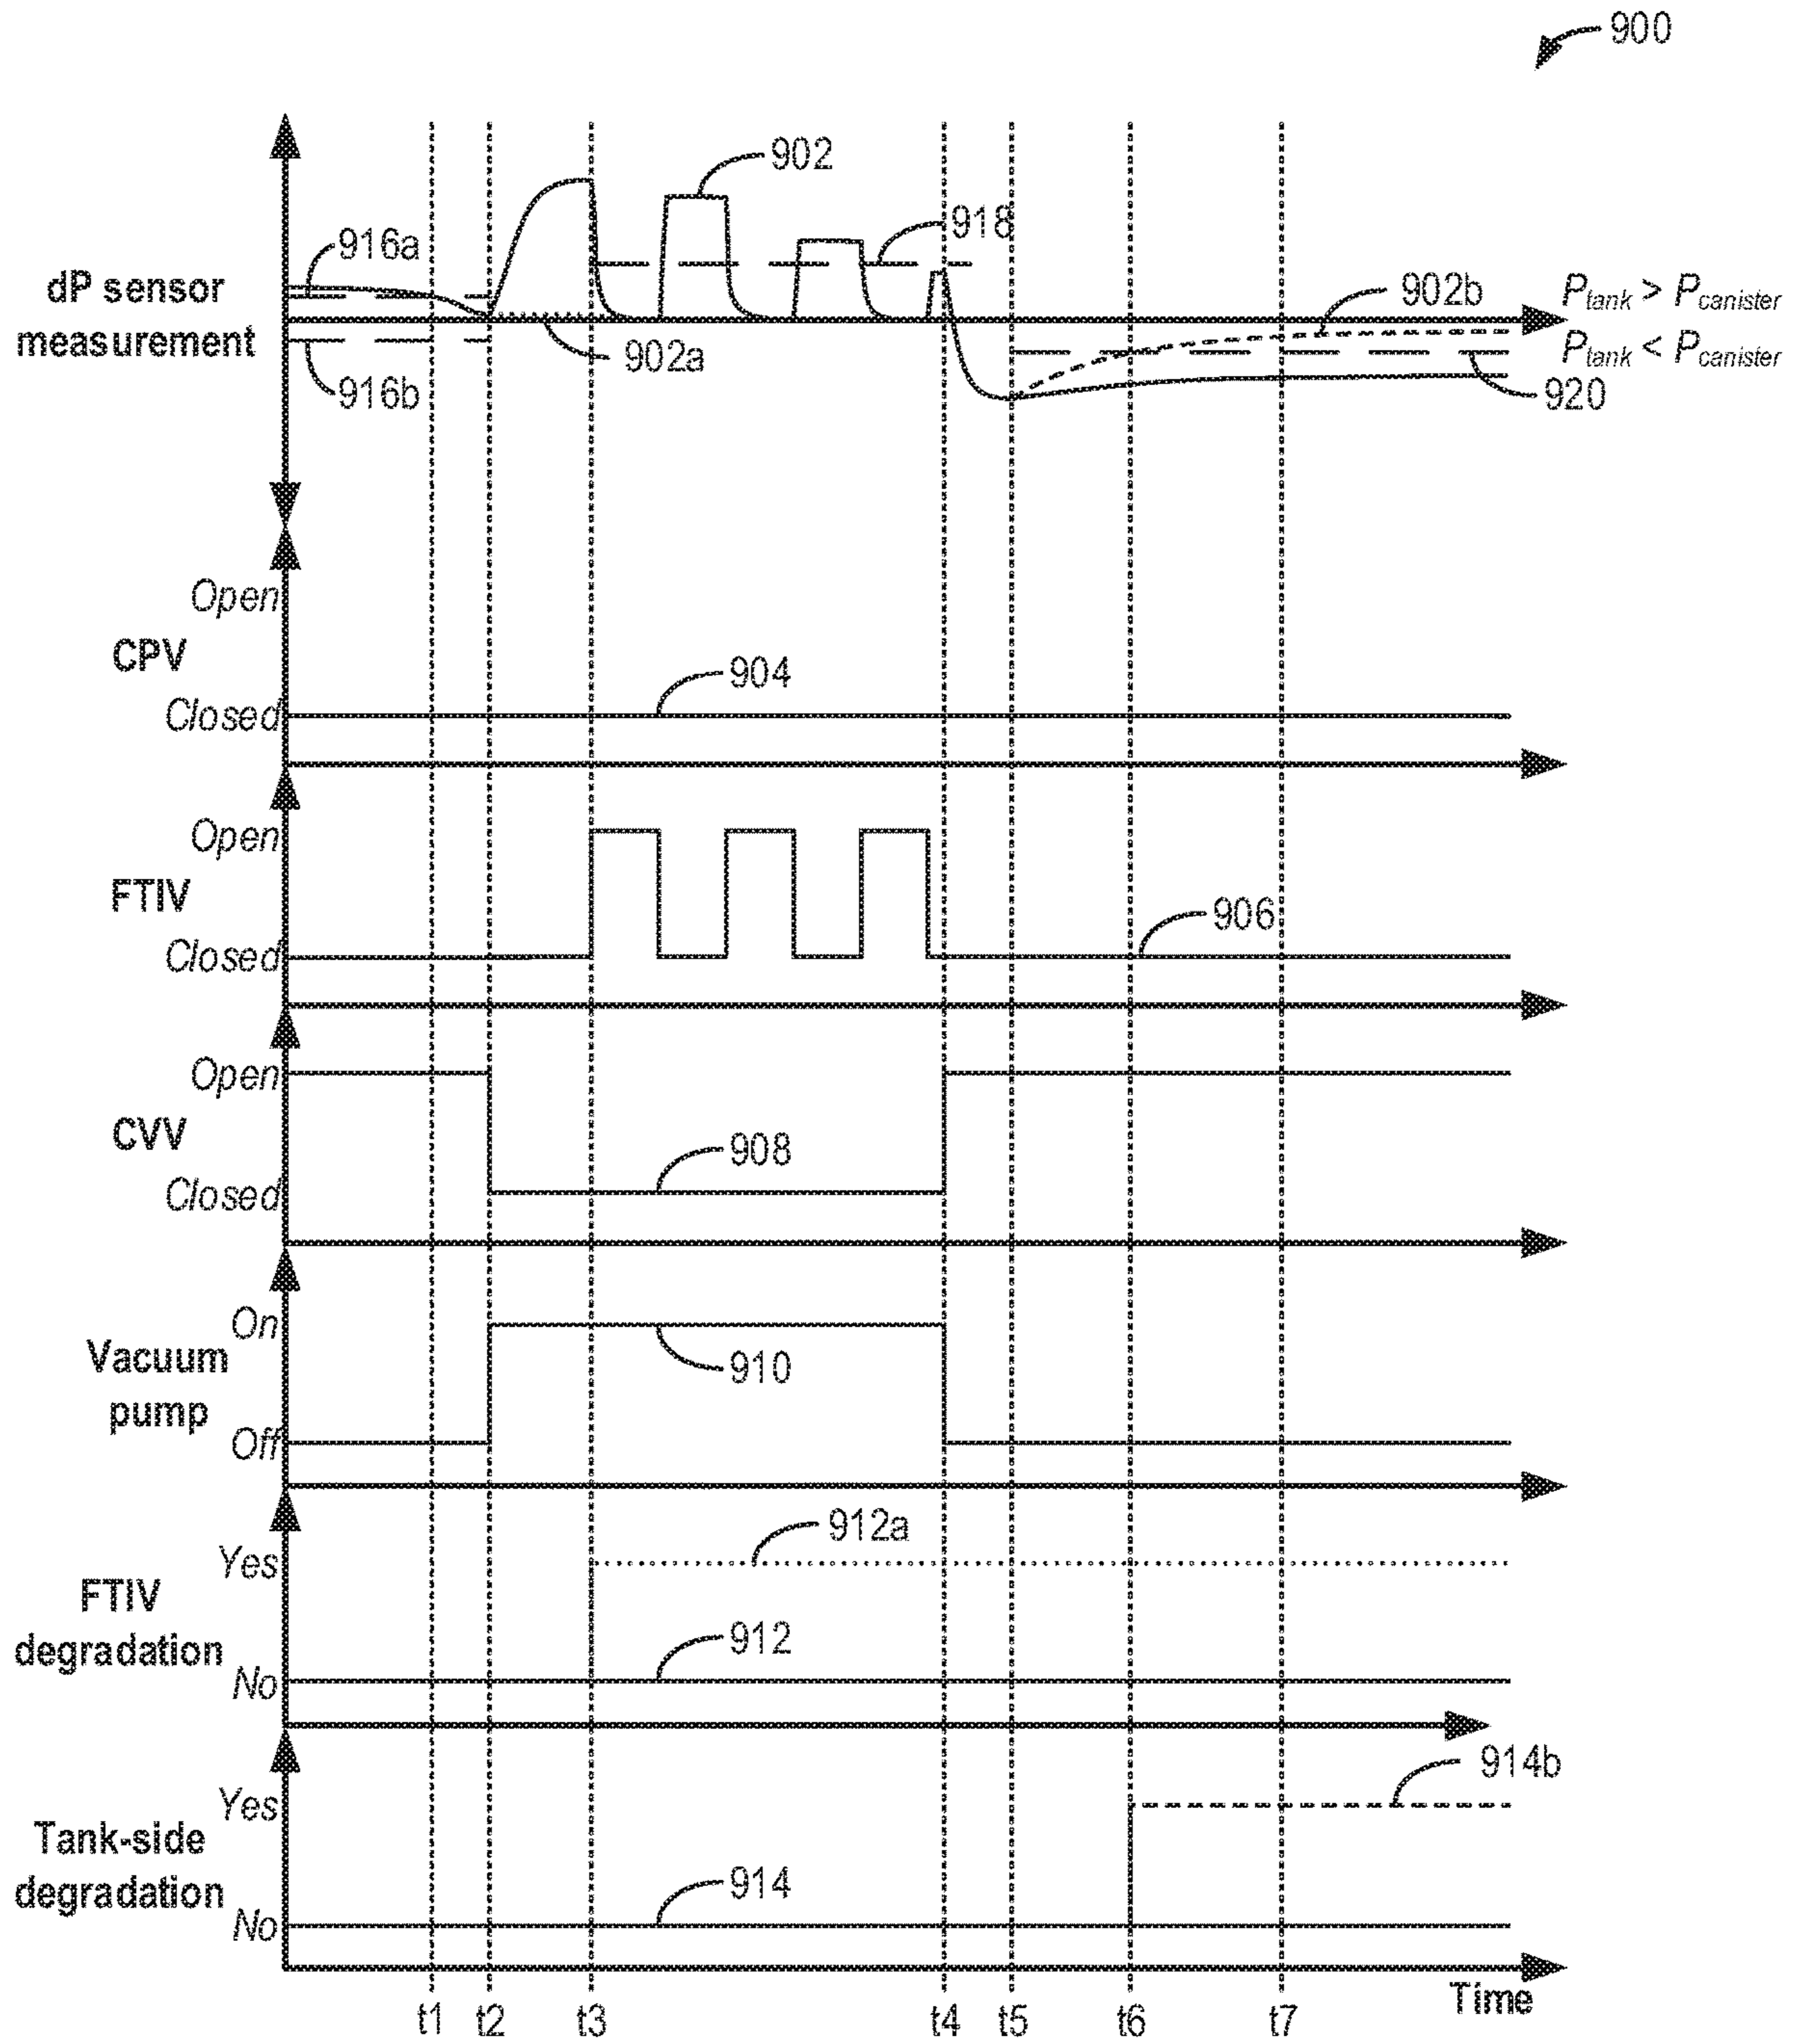 900
902
916a
918
dP sensor
measurement
902b
P_tank > P_canister
P_tank < P_canister
902a
916b
920
Open
CPV
904
Closed
Open
FTIV
906
Closed
Open
CVV
908
Closed
On
Vacuum
pump
910
Off
912a
Yes
FTIV
degradation
912
No
914b
Yes
Tank-side
degradation
914
No
Time
t1 t2 t3 t4 t5 t6 t7